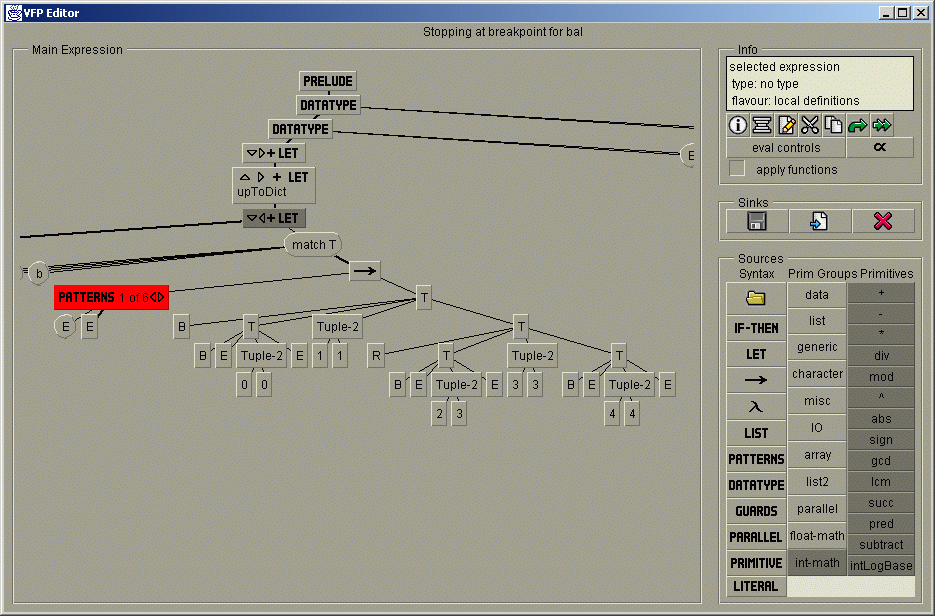 VFP Editor
Stopping at breakpoint for bal
Main Expression
PRELUDE
DATATYPE
DATATYPE
E
+ LET
+ LET
upToDict
+ LET
match T
b
PATTERNS 1 of 6
T
E E
B T Tuple-2 T
B E Tuple-2 E 1 1 R T Tuple-2 T
0 0 B E Tuple-2 E 3 3 B E Tuple-2 E
2 3 4 4
Info
selected expression
type: no type
flavour: local definitions
eval controls α
apply functions
Sinks
Sources
Syntax Prim Groups Primitives
data +
IF-THEN list -
LET generic *
→ character div
λ misc mod
LIST IO ^
PATTERNS array abs
DATATYPE list2 sign
GUARDS parallel gcd
PARALLEL float-math lcm
PRIMITIVE int-math succ
LITERAL pred
subtract
intLogBase